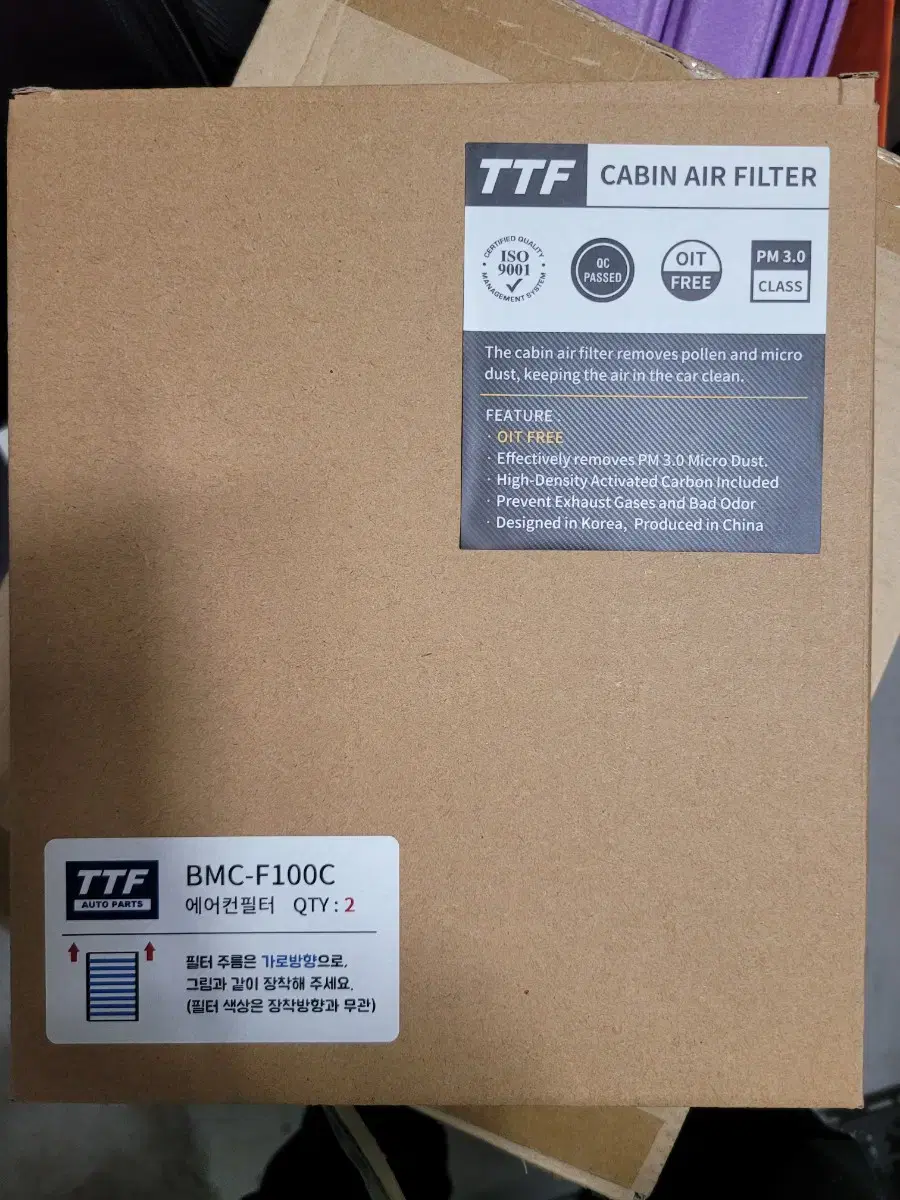 TTF CABIN AIR FILTER
CERTIFIED QUALITY
ISO
9001
MANAGEMENT SYSTEM
QC
PASSED
OIT
FREE
PM 3.0
CLASS
The cabin air filter removes pollen and micro
dust, keeping the air in the car clean.
FEATURE
· OIT FREE
· Effectively removes PM 3.0 Micro Dust.
· High-Density Activated Carbon Included
· Prevent Exhaust Gases and Bad Odor
· Designed in Korea, Produced in China
TTF
AUTO PARTS
BMC-F100C
에어컨필터 QTY : 2
필터 주름은 가로방향으로,
그림과 같이 장착해 주세요.
(필터 색상은 장착방향과 무관)